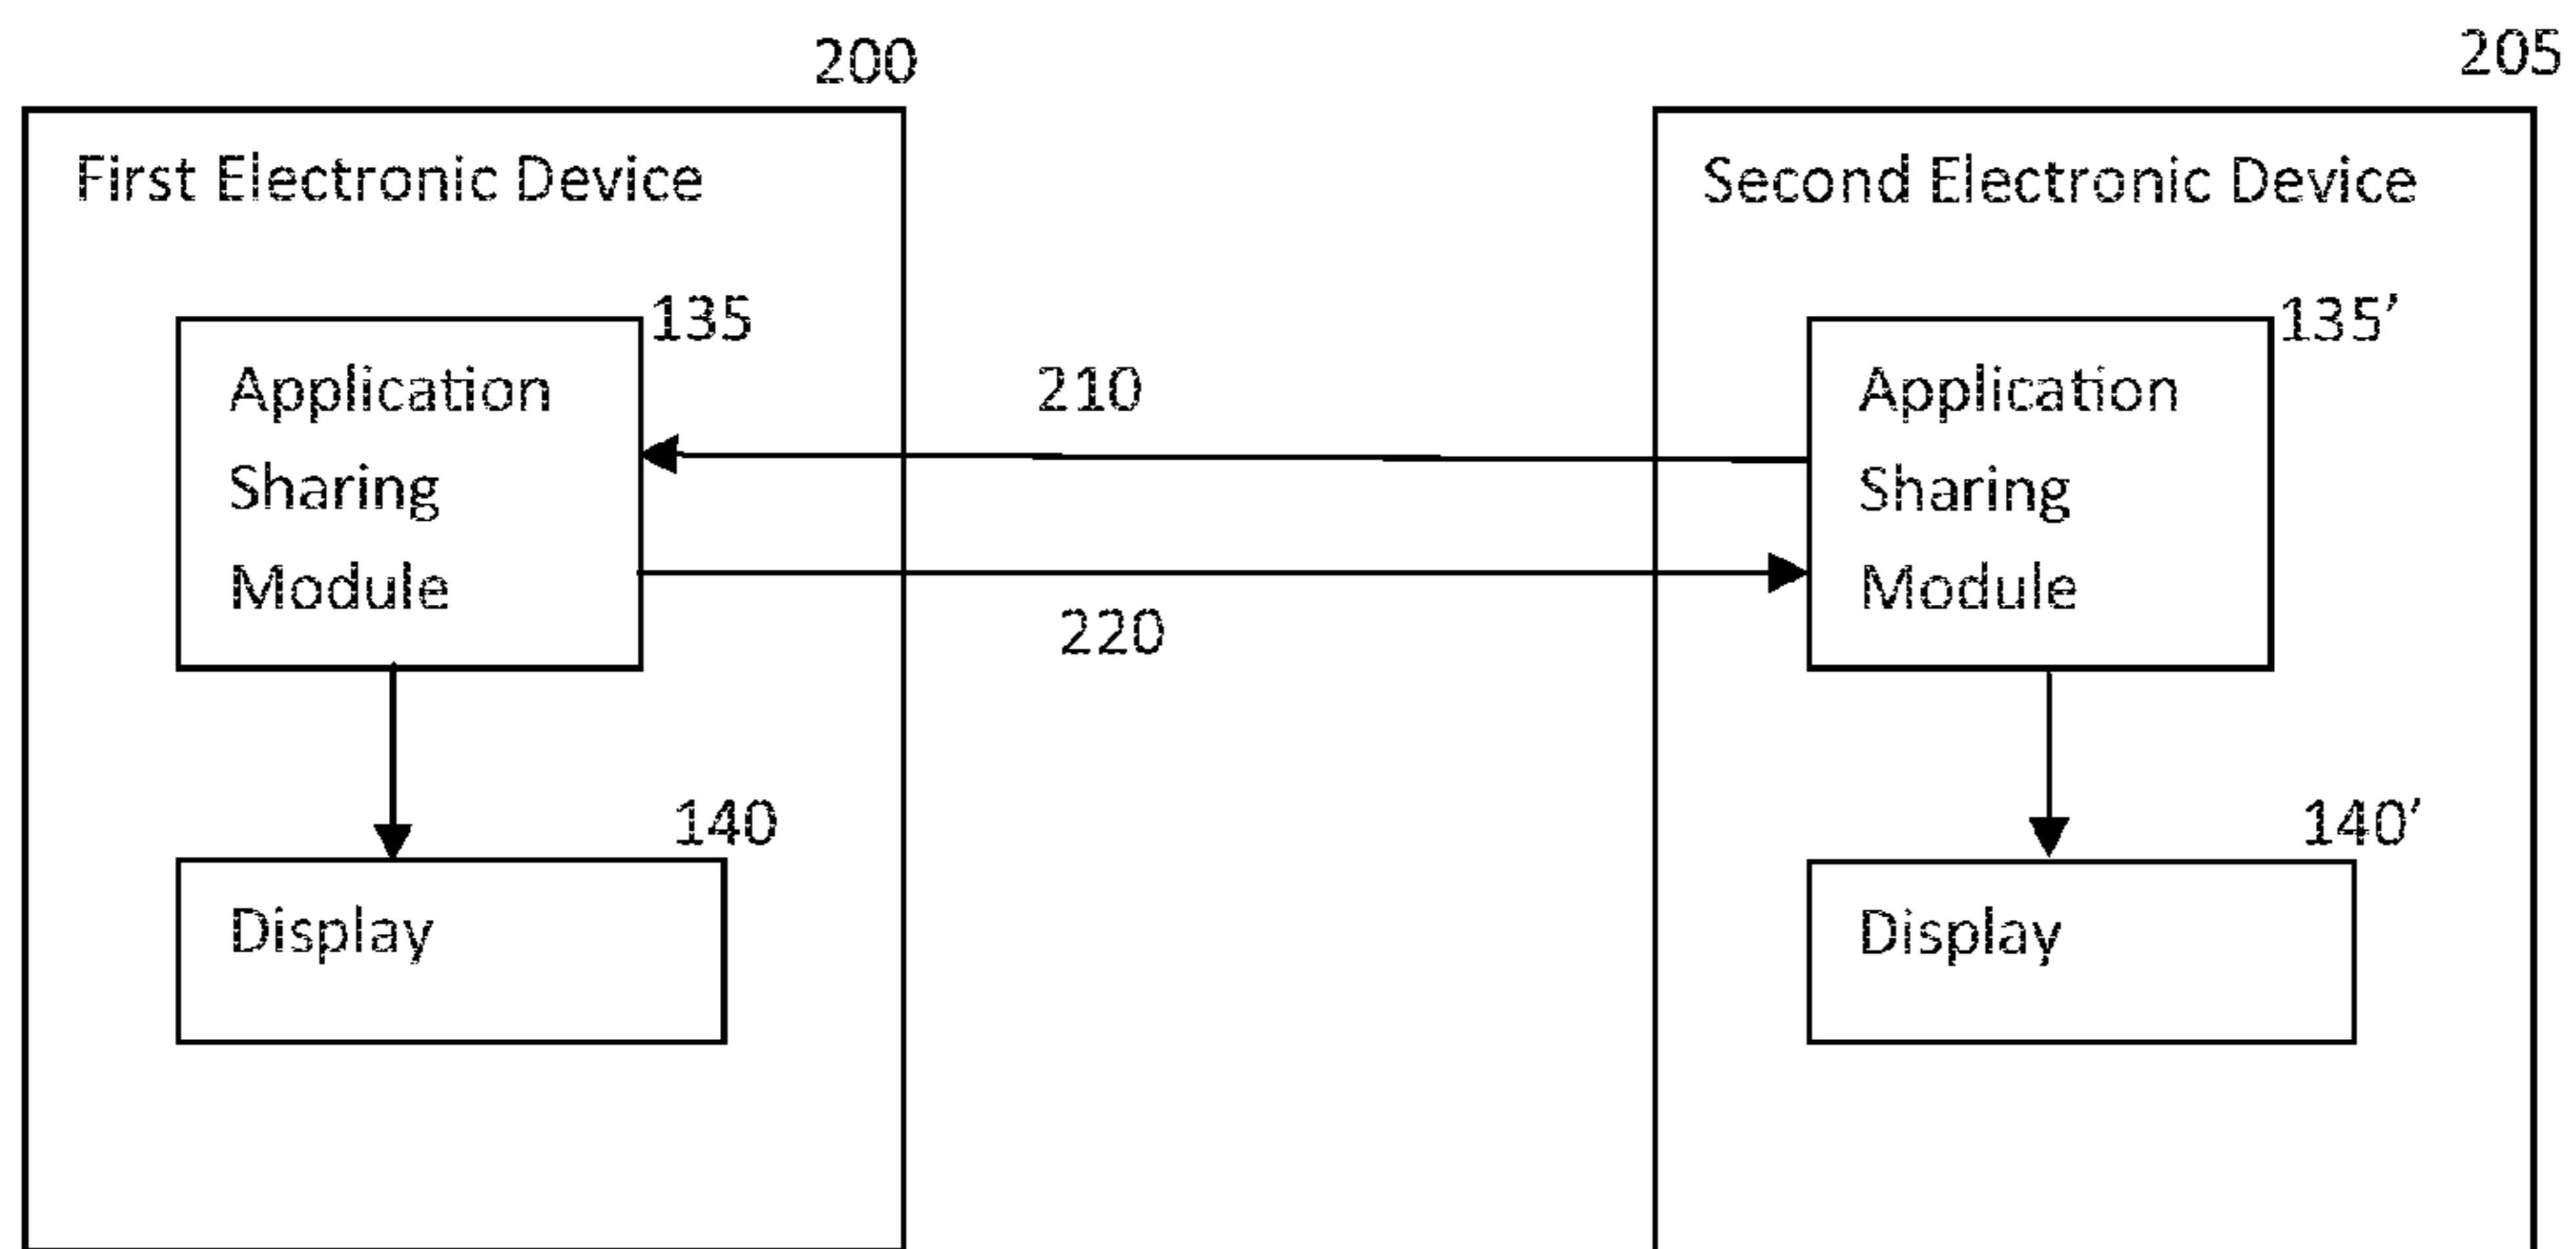 200
205
First Electronic Device
Second Electronic Device
135
Application
Sharing
Module
135’
Application
Sharing
Module
210
220
140
Display
140’
Display